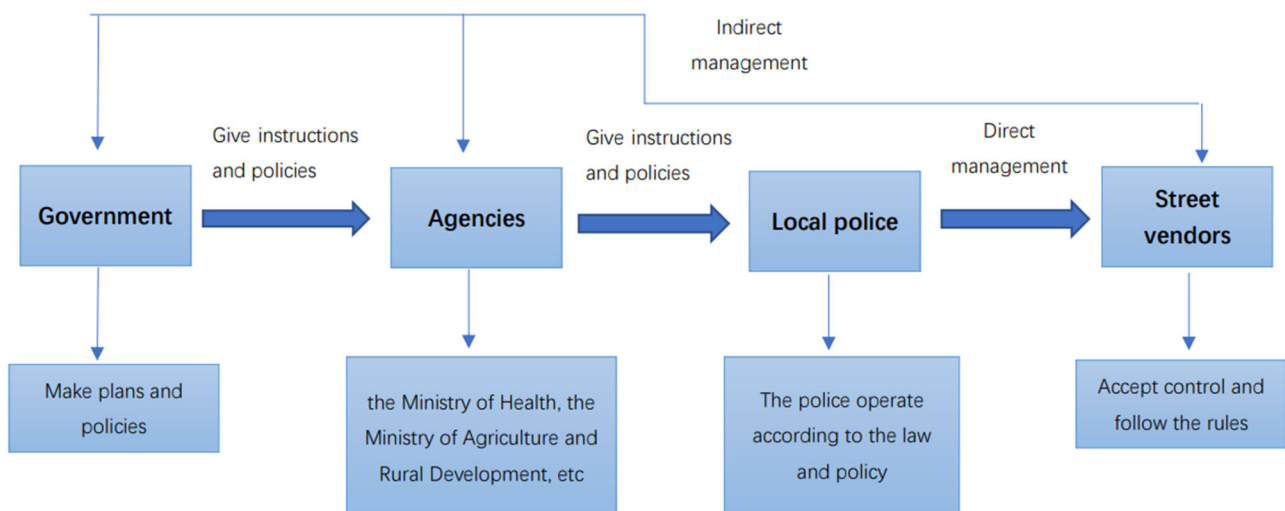 Indirect
management
Give instructions
and policies
Give instructions
and policies
Direct
management
Government
Agencies
Local police
Street
vendors
Make plans and
policies
the Ministry of Health, the
Ministry of Agriculture and
Rural Development, etc
The police operate
according to the law
and policy
Accept control and
follow the rules